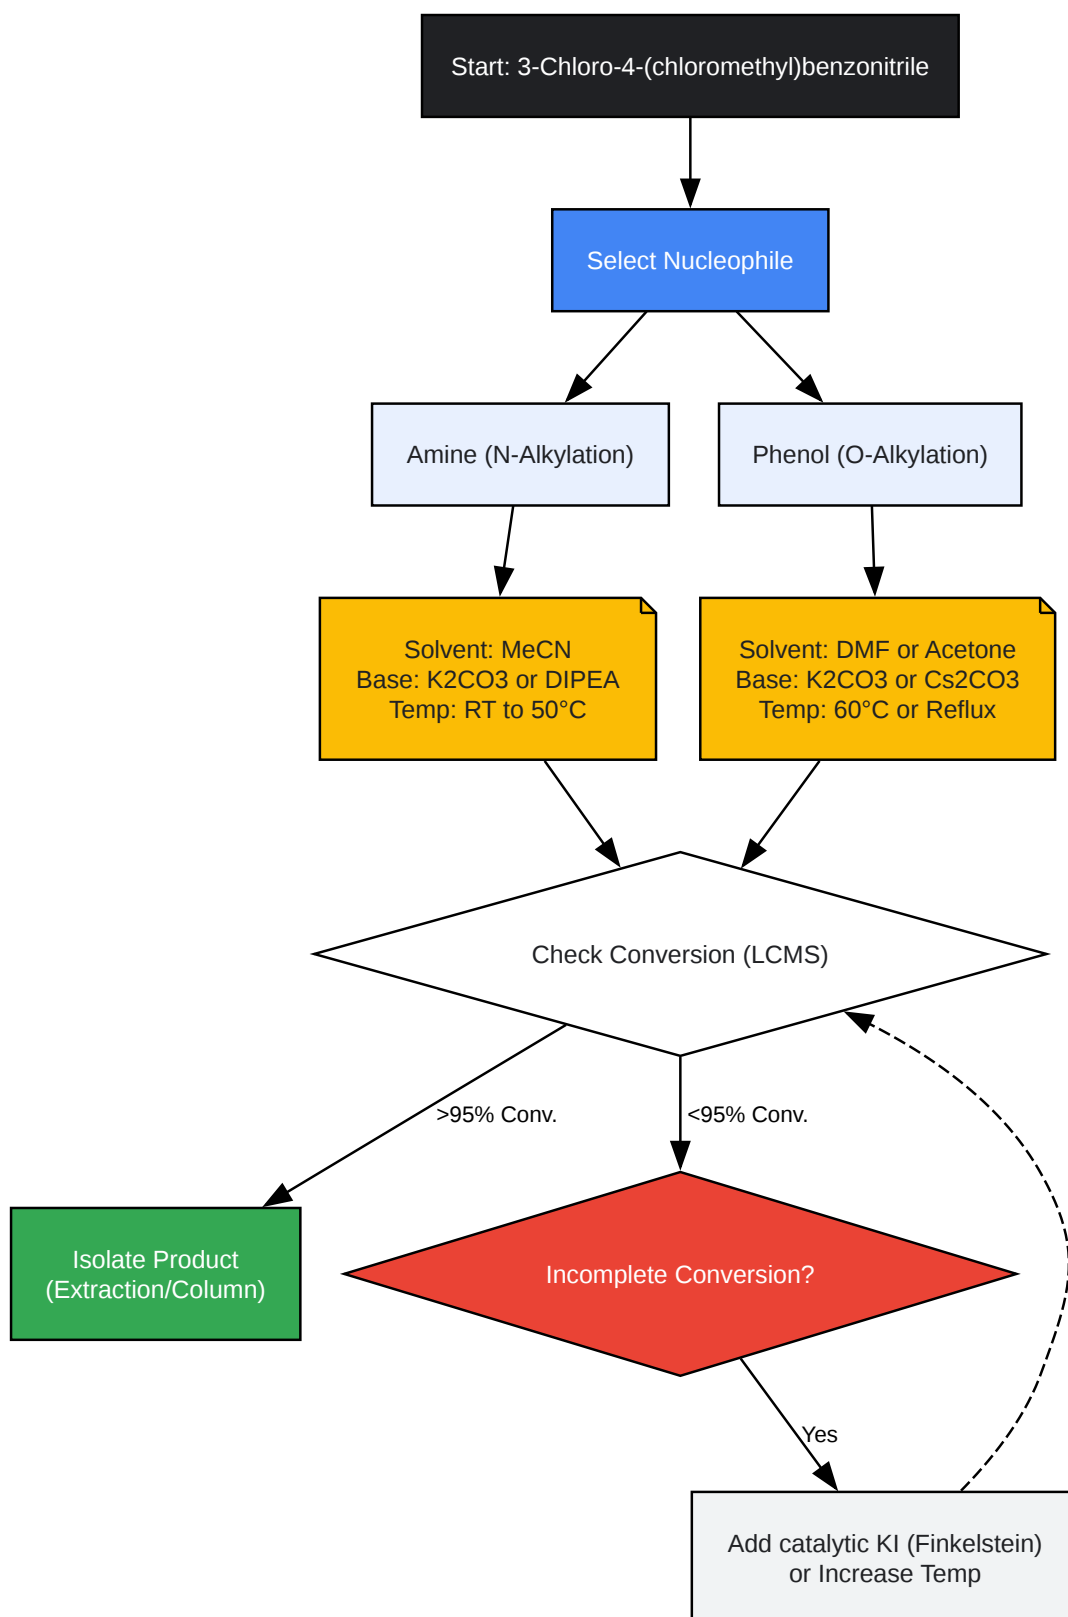 Start: 3-Chloro-4-(chloromethyl)benzonitrile
Select Nucleophile
Amine (N-Alkylation)
Phenol (O-Alkylation)
Solvent: MeCN
Base: K2CO3 or DIPEA
Temp: RT to 50°C
Solvent: DMF or Acetone
Base: K2CO3 or Cs2CO3
Temp: 60°C or Reflux
Check Conversion (LCMS)
>95% Conv.
<95% Conv.
Isolate Product
(Extraction/Column)
Incomplete Conversion?
Yes
Add catalytic KI (Finkelstein)
or Increase Temp